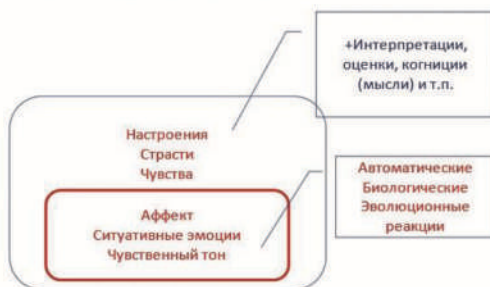 +Интерпретации,
оценки, когниции
(мысли) и т.п.
Настроения
Страсти
Чувства
Автоматические
Биологические
Эволюционные
реакции
Аффект
Ситуативные эмоции
Чувственный тон